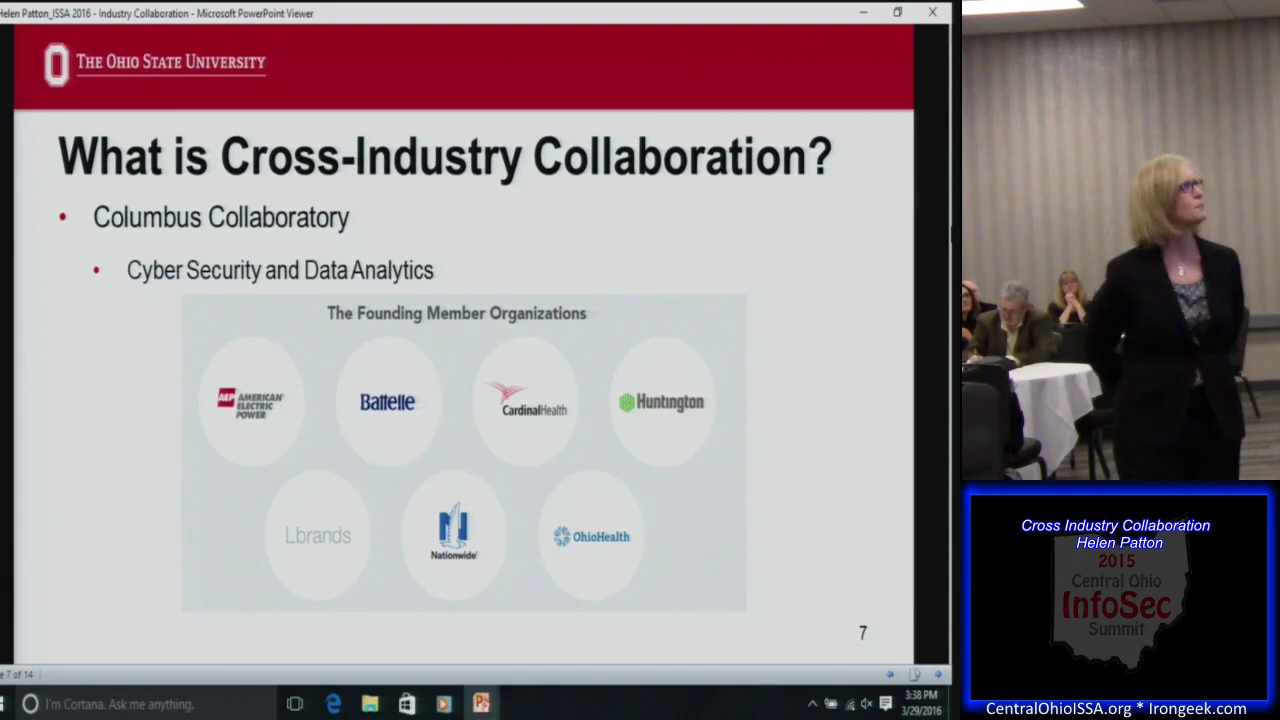 Helen Patton_ISSA 2016 - Industry Collaboration - Microsoft PowerPoint Viewer
THE OHIO STATE UNIVERSITY
What is Cross-Industry Collaboration?
• Columbus Collaboratory
• Cyber Security and Data Analytics
The Founding Member Organizations
AEP AMERICAN ELECTRIC POWER
Battelle
CardinalHealth
Huntington
Lbrands
Nationwide
OhioHealth
7
7 of 14
I'm Cortana. Ask me anything.
3:38 PM
3/29/2016
Cross Industry Collaboration
Helen Patton
2015
Central Ohio
InfoSec
Summit
CentralOhioISSA.org * Irongeek.com